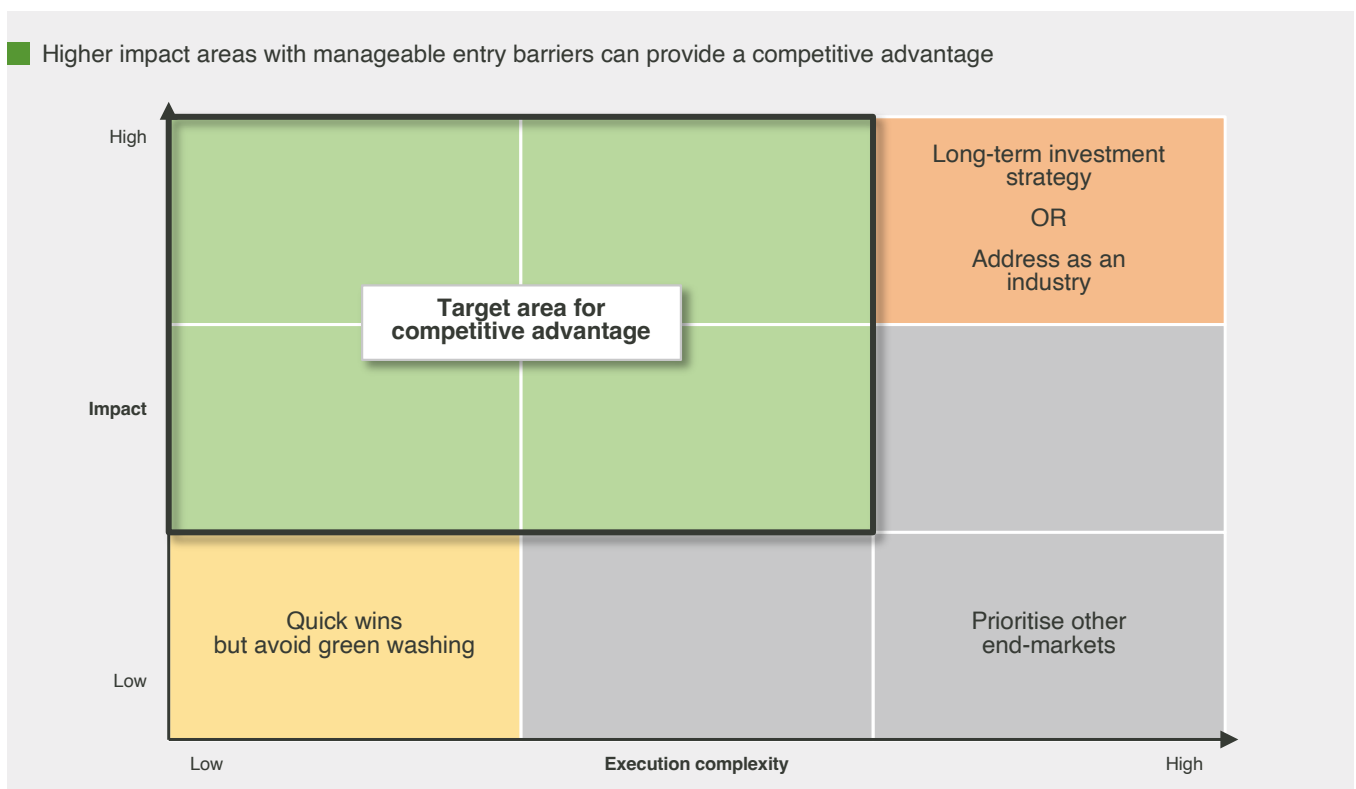 Higher impact areas with manageable entry barriers can provide a competitive advantage
High
Long-term investment
strategy
OR
Address as an
industry
Target area for
competitive advantage
Impact
Quick wins
but avoid green washing
Prioritise other
end-markets
Low
Low
Execution complexity
High